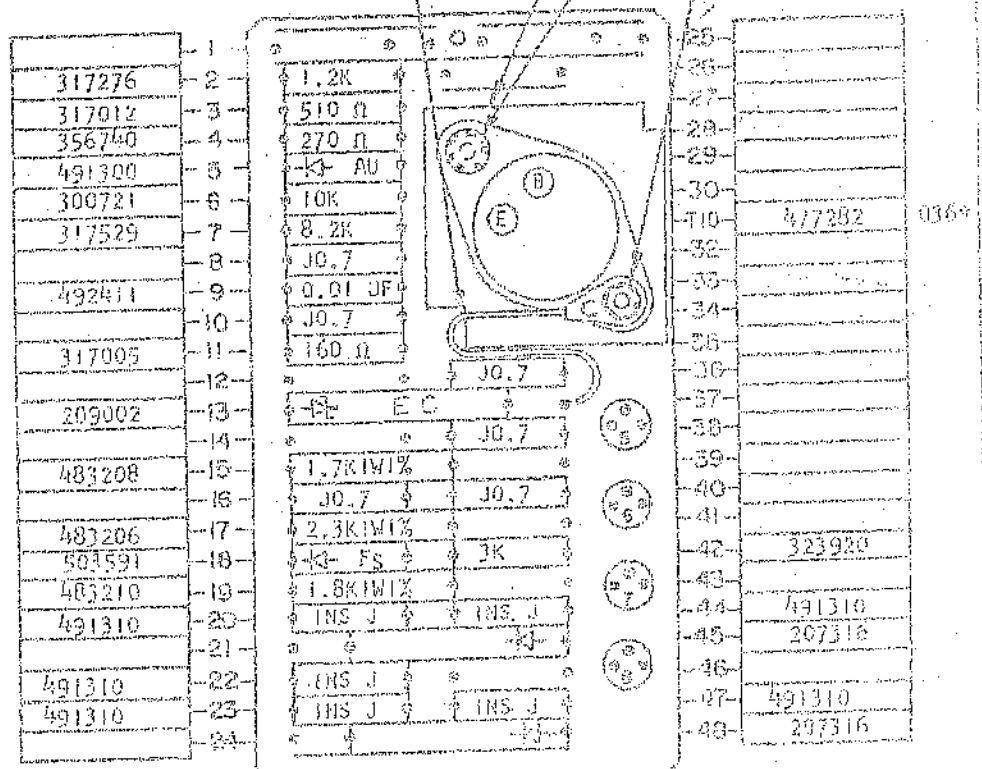 1 25
317276 2 1.2K 26
317012 3 510 Ω 27
356740 4 270 Ω 28
491300 5 AU 29
300721 6 10K B 30
317529 7 8.2K E T10 477282 036*
8 J0.7 32
492411 9 0.01 UF 33
10 J0.7 34
317005 11 160 Ω
12 J0.7 36
209002 13 E C 37
14 J0.7 5 38
483208 15 1.7K1W1% 39
16 J0.7 J0.7 40
483206 17 2.3K1W1% 6 41
503591 18 FS 3K 42 323920
483210 19 1.8K1W1% 7 43
491310 20 INS J INS J 44 491310
21 45 207316
491310 22 INS J 46
491310 23 INS J INS J 47 491310
24 48 207316